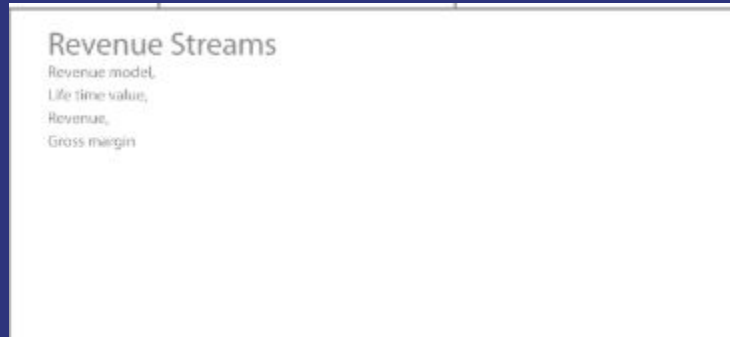 Revenue Streams
Revenue model,
Life time value,
Revenue,
Gross margin